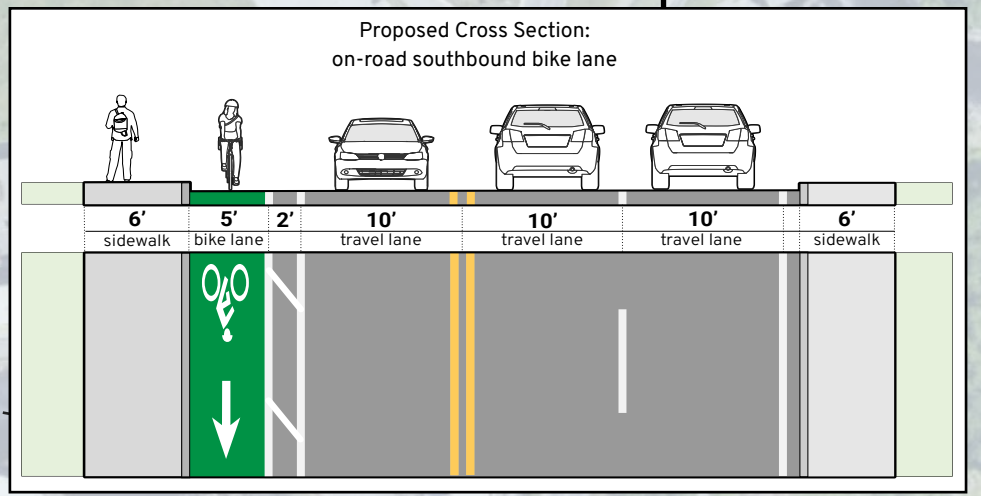 Proposed Cross Section:
on-road southbound bike lane
6’ 5’ 2’ 10’ 10’ 10’ 6’
sidewalk bike lane travel lane travel lane travel lane sidewalk